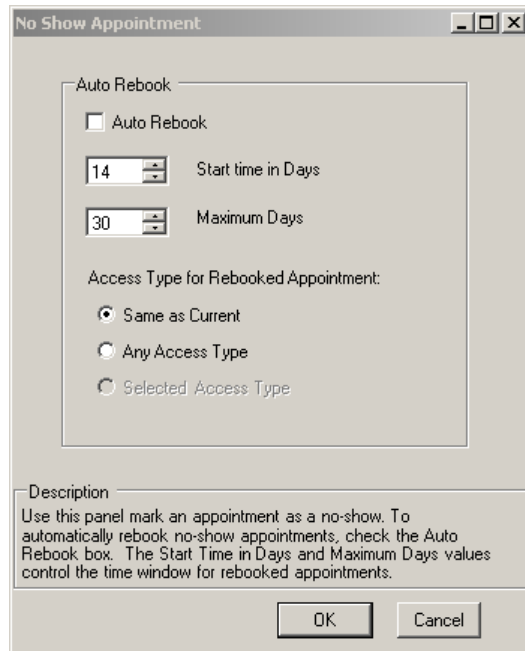 No Show Appointment
Auto Rebook
Auto Rebook
14 Start time in Days
30 Maximum Days
Access Type for Rebooked Appointment:
Same as Current
Any Access Type
Selected Access Type
Description
Use this panel mark an appointment as a no-show. To
automatically rebook no-show appointments, check the Auto
Rebook box. The Start Time in Days and Maximum Days values
control the time window for rebooked appointments.
OK Cancel